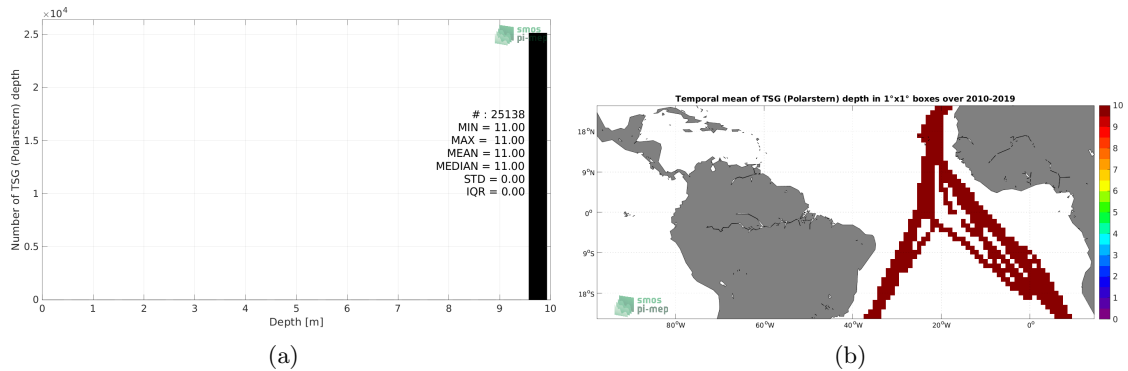 ×10⁴
2.5
2
1.5
1
0.5
0
Number of TSG (Polarstern) depth
smos
pi-mep
# : 25138
MIN = 11.00
MAX = 11.00
MEAN = 11.00
MEDIAN = 11.00
STD = 0.00
IQR = 0.00
0 1 2 3 4 5 6 7 8 9 10
Depth [m]
(a)
Temporal mean of TSG (Polarstern) depth in 1°x1° boxes over 2010-2019
18°N
9°N
0°
9°S
18°S
80°W 60°W 40°W 20°W 0°
smos
pi-mep
10
9
8
7
6
5
4
3
2
1
0
(b)